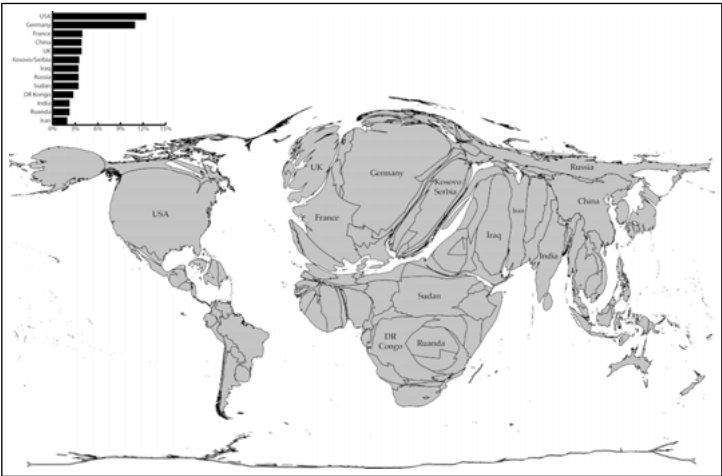 USA
Germany
France
China
UK
Kosovo/Serbia
Iraq
Russia
Sudan
DR Kongo
India
Ruanda
Iran
0% 3% 6% 9% 12% 15%
UK
Germany
Kosovo
Serbia
France
USA
Russia
China
Iraq
Iran
India
Sudan
DR
Congo
Ruanda